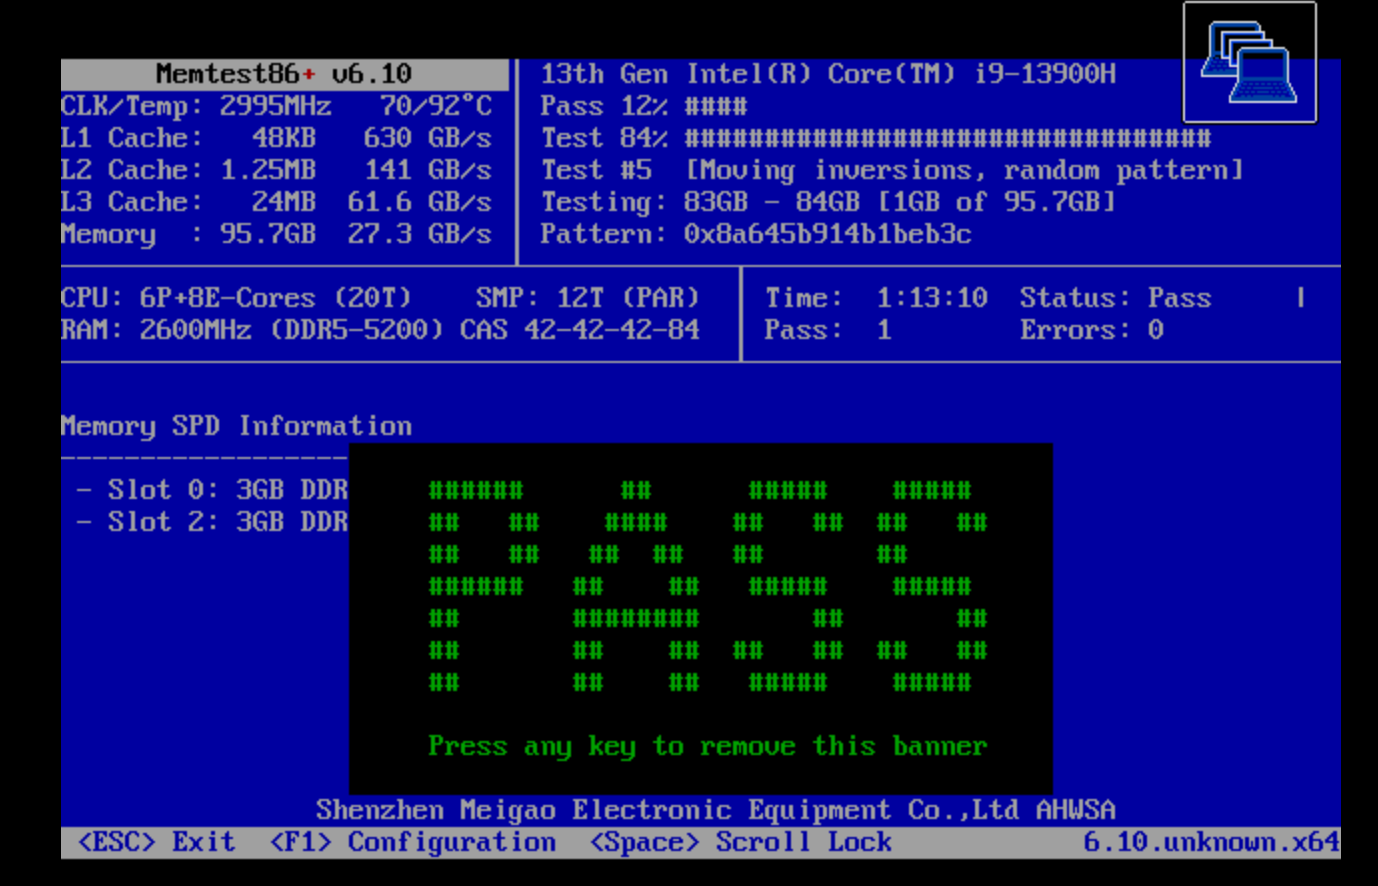 Memtest86+ v6.10 | 13th Gen Intel(R) Core(TM) i9-13900H
CLK/Temp: 2995MHz 70/92°C | Pass 12% ####
L1 Cache: 48KB 630 GB/s | Test 84% #################################
L2 Cache: 1.25MB 141 GB/s | Test #5 [Moving inversions, random pattern]
L3 Cache: 24MB 61.6 GB/s | Testing: 83GB - 84GB [1GB of 95.7GB]
Memory : 95.7GB 27.3 GB/s | Pattern: 0x8a645b914b1beb3c
CPU: 6P+8E-Cores (20T) SMP: 12T (PAR) | Time: 1:13:10 Status: Pass |
RAM: 2600MHz (DDR5-5200) CAS 42-42-42-84 | Pass: 1 Errors: 0
Memory SPD Information
------------------
- Slot 0: 3GB DDR
- Slot 2: 3GB DDR
PASS
Press any key to remove this banner
Shenzhen Meigao Electronic Equipment Co.,Ltd AHWSA
<ESC> Exit <F1> Configuration <Space> Scroll Lock 6.10.unknown.x64